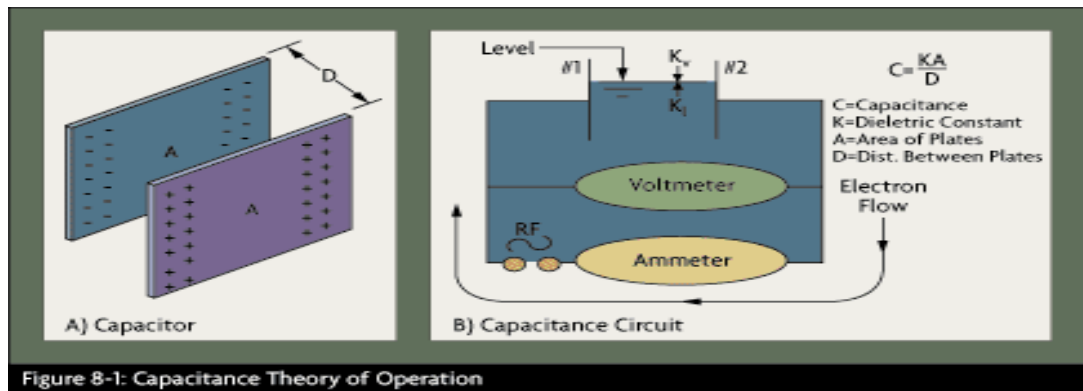 D
A
A
A) Capacitor
Level
#1
Kv
#2
Ki
C=KA/D
C=Capacitance
K=Dieletric Constant
A=Area of Plates
D=Dist. Between Plates
Voltmeter
Electron
Flow
RF
Ammeter
B) Capacitance Circuit
Figure 8-1: Capacitance Theory of Operation